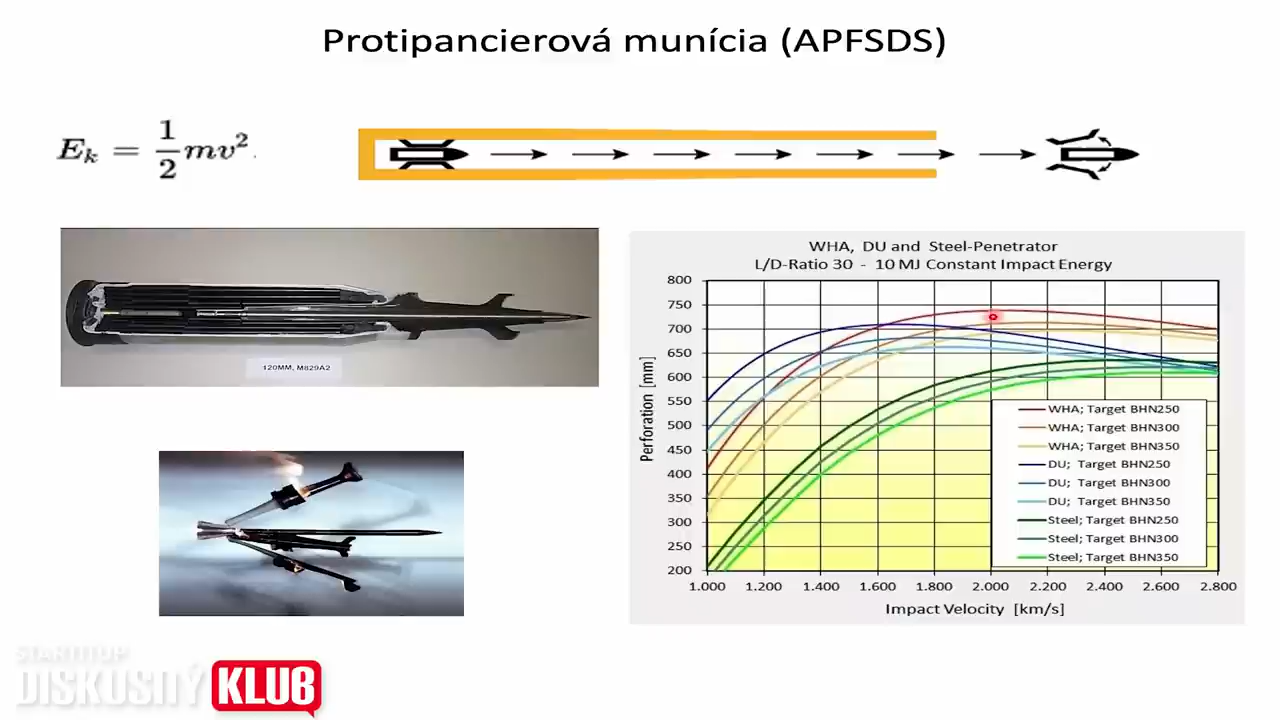 Protipancierová munícia (APFSDS)
E_k = 1/2 mv²
120MM, M829A2
WHA, DU and Steel-Penetrator
L/D-Ratio 30 - 10 MJ Constant Impact Energy
Perforation [mm]
800
750
700
650
600
550
500
450
400
350
300
250
200
WHA; Target BHN250
WHA; Target BHN300
WHA; Target BHN350
DU; Target BHN250
DU; Target BHN300
DU; Target BHN350
Steel; Target BHN250
Steel; Target BHN300
Steel; Target BHN350
1.000 1.200 1.400 1.600 1.800 2.000 2.200 2.400 2.600 2.800
Impact Velocity [km/s]
STARTITUP
DISKUSNÝ KLUB